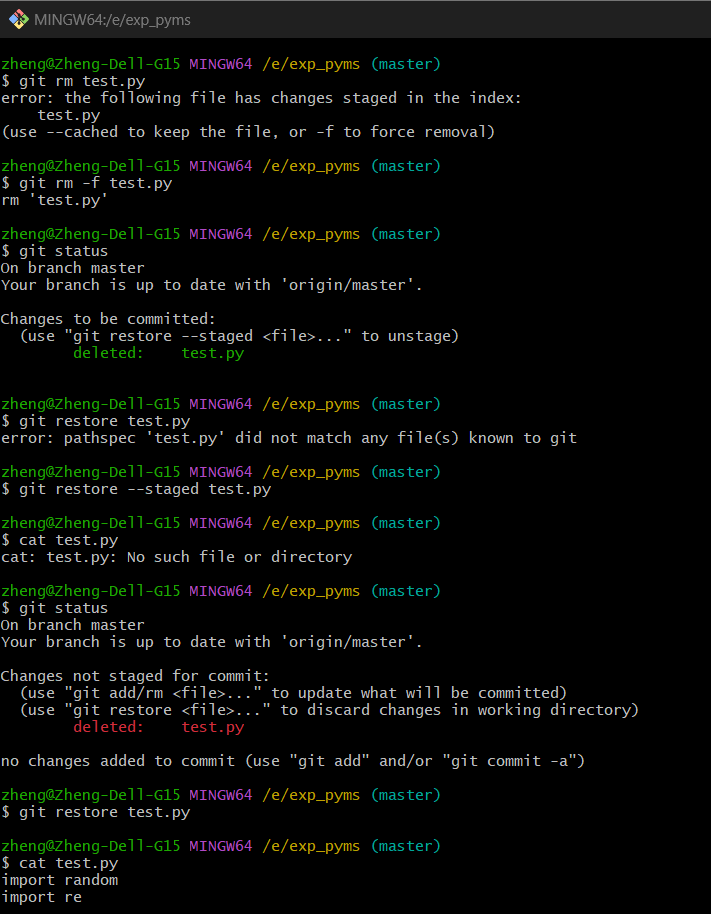 MINGW64:/e/exp_pyms
zheng@Zheng-Dell-G15 MINGW64 /e/exp_pyms (master)
$ git rm test.py
error: the following file has changes staged in the index:
    test.py
(use --cached to keep the file, or -f to force removal)
zheng@Zheng-Dell-G15 MINGW64 /e/exp_pyms (master)
$ git rm -f test.py
rm 'test.py'
zheng@Zheng-Dell-G15 MINGW64 /e/exp_pyms (master)
$ git status
On branch master
Your branch is up to date with 'origin/master'.
Changes to be committed:
  (use "git restore --staged <file>..." to unstage)
        deleted:    test.py
zheng@Zheng-Dell-G15 MINGW64 /e/exp_pyms (master)
$ git restore test.py
error: pathspec 'test.py' did not match any file(s) known to git
zheng@Zheng-Dell-G15 MINGW64 /e/exp_pyms (master)
$ git restore --staged test.py
zheng@Zheng-Dell-G15 MINGW64 /e/exp_pyms (master)
$ cat test.py
cat: test.py: No such file or directory
zheng@Zheng-Dell-G15 MINGW64 /e/exp_pyms (master)
$ git status
On branch master
Your branch is up to date with 'origin/master'.
Changes not staged for commit:
  (use "git add/rm <file>..." to update what will be committed)
  (use "git restore <file>..." to discard changes in working directory)
        deleted:    test.py
no changes added to commit (use "git add" and/or "git commit -a")
zheng@Zheng-Dell-G15 MINGW64 /e/exp_pyms (master)
$ git restore test.py
zheng@Zheng-Dell-G15 MINGW64 /e/exp_pyms (master)
$ cat test.py
import random
import re